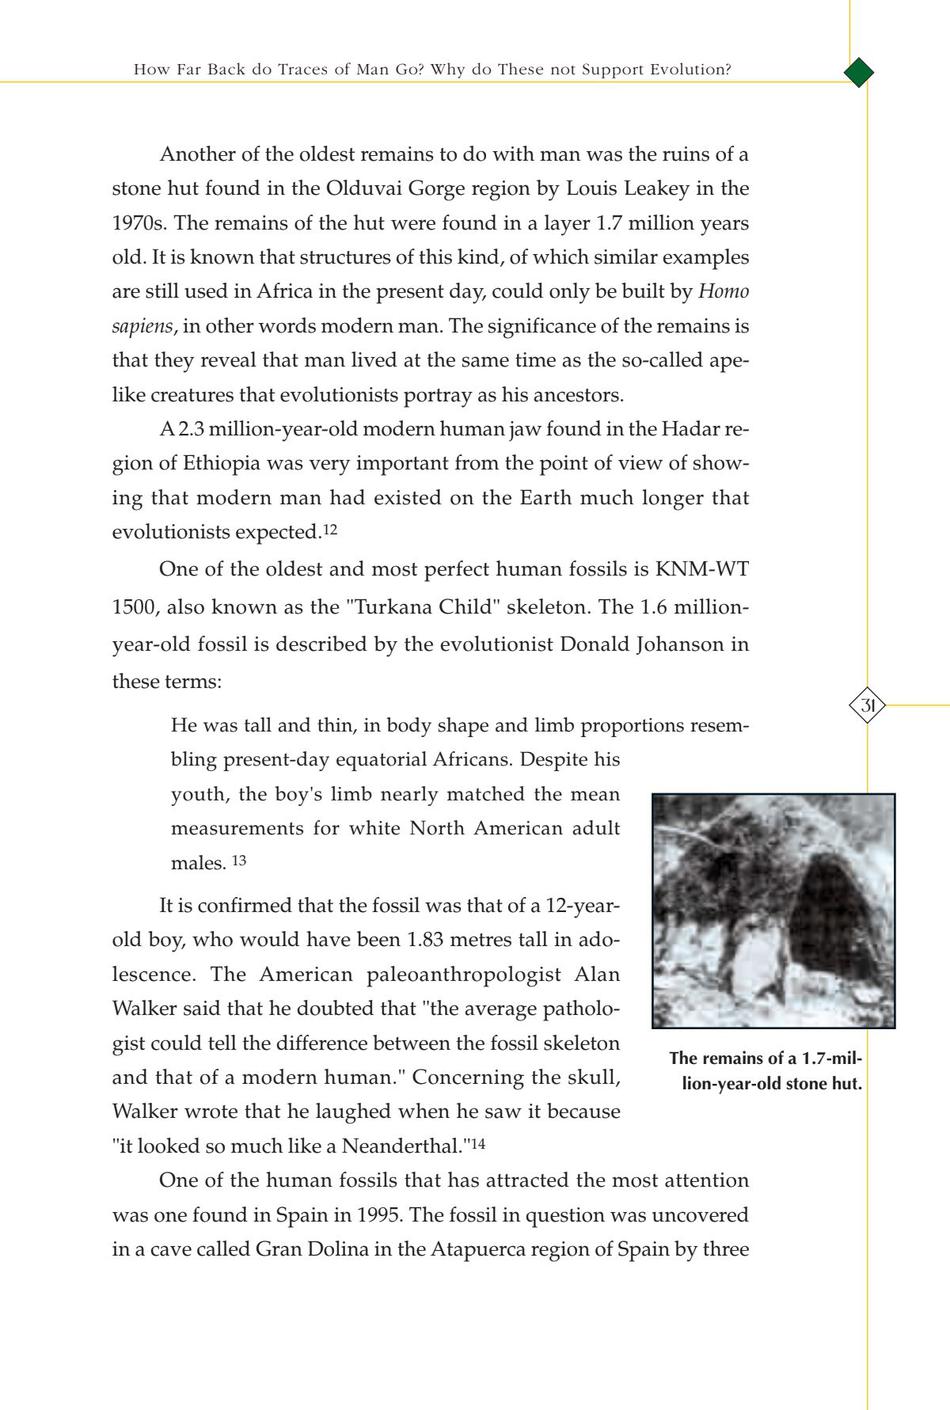 How Far Back do Traces of Man Go? Why do These not Support Evolution?
Another of the oldest remains to do with man was the ruins of a
stone hut found in the Olduvai Gorge region by Louis Leakey in the
1970s. The remains of the hut were found in a layer 1.7 million years
old. It is known that structures of this kind, of which similar examples
are still used in Africa in the present day, could only be built by Homo
sapiens, in other words modern man. The significance of the remains is
that they reveal that man lived at the same time as the so-called ape-
like creatures that evolutionists portray as his ancestors.
A 2.3 million-year-old modern human jaw found in the Hadar re-
gion of Ethiopia was very important from the point of view of show-
ing that modern man had existed on the Earth much longer that
evolutionists expected.12
One of the oldest and most perfect human fossils is KNM-WT
1500, also known as the "Turkana Child" skeleton. The 1.6 million-
year-old fossil is described by the evolutionist Donald Johanson in
these terms:
He was tall and thin, in body shape and limb proportions resem-
bling present-day equatorial Africans. Despite his
youth, the boy's limb nearly matched the mean
measurements for white North American adult
males. 13
It is confirmed that the fossil was that of a 12-year-
old boy, who would have been 1.83 metres tall in ado-
lescence. The American paleoanthropologist Alan
Walker said that he doubted that "the average patholo-
gist could tell the difference between the fossil skeleton
and that of a modern human." Concerning the skull,
Walker wrote that he laughed when he saw it because
"it looked so much like a Neanderthal."14
One of the human fossils that has attracted the most attention
was one found in Spain in 1995. The fossil in question was uncovered
in a cave called Gran Dolina in the Atapuerca region of Spain by three
31
The remains of a 1.7-mil-
lion-year-old stone hut.